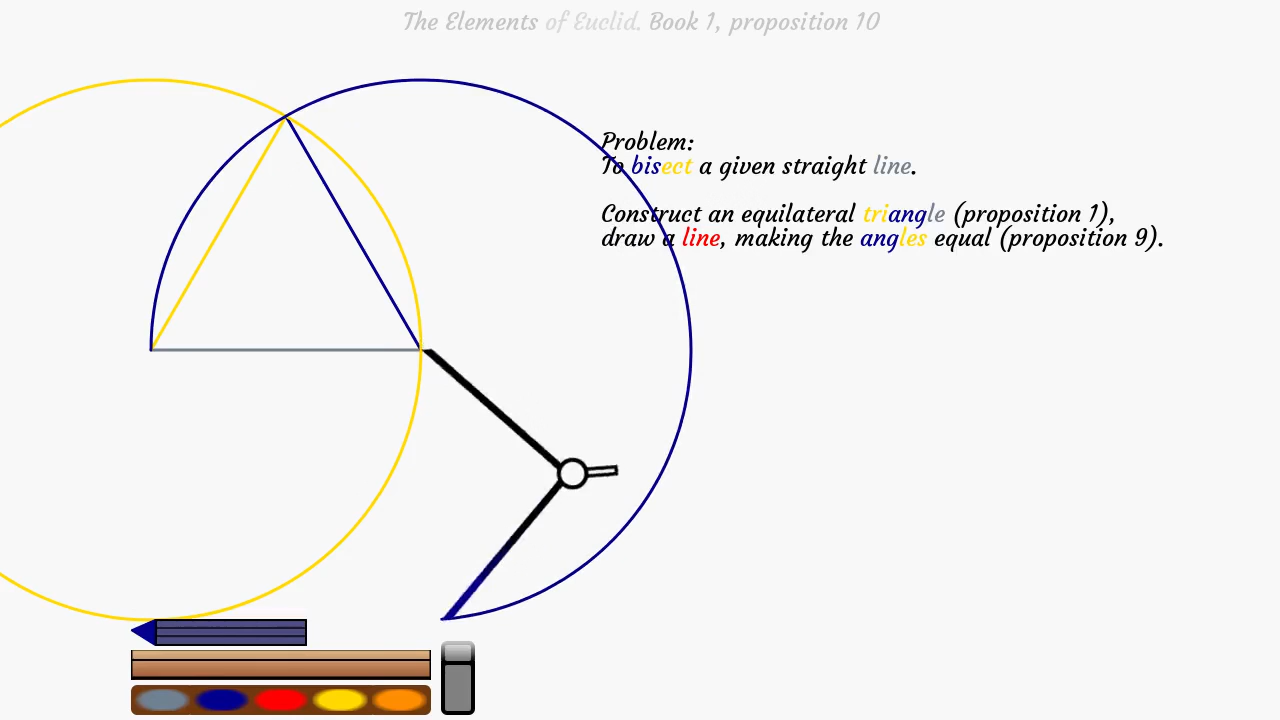 The Elements of Euclid. Book 1, proposition 10
Problem:
To bisect a given straight line.
Construct an equilateral triangle (proposition 1),
draw a line, making the angles equal (proposition 9).